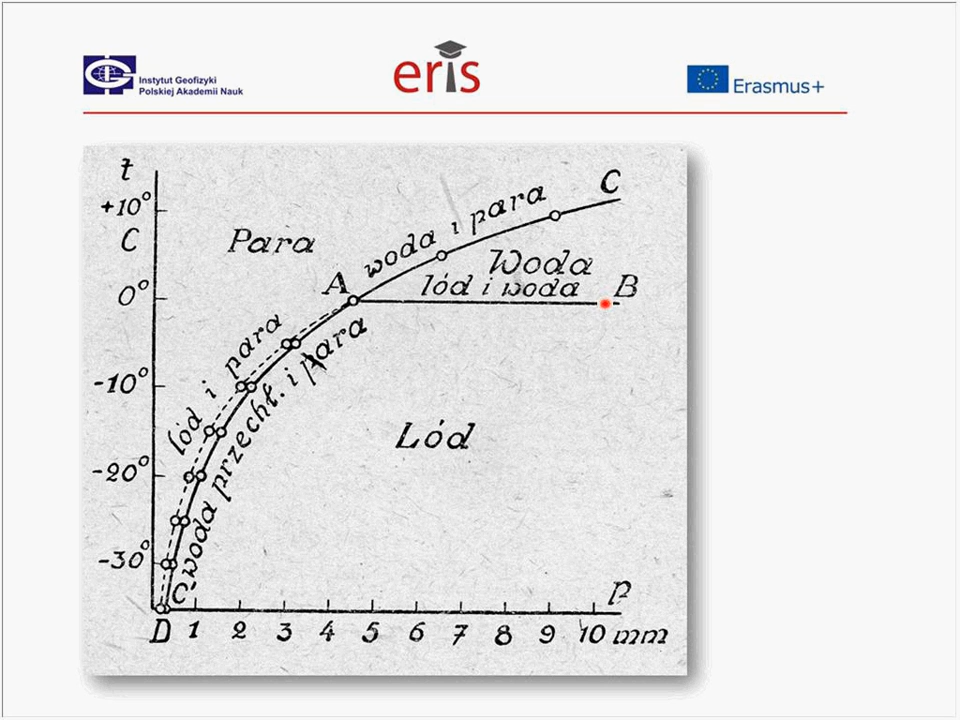 Instytut Geofizyki
Polskiej Akademii Nauk
eris
Erasmus+
t
+10°
C
0°
-10°
-20°
-30°
Para
A
woda i para
C
Woda
lód i woda
B
lód i para
woda przechł. i para
Lód
C
p
D 1 2 3 4 5 6 7 8 9 10 mm